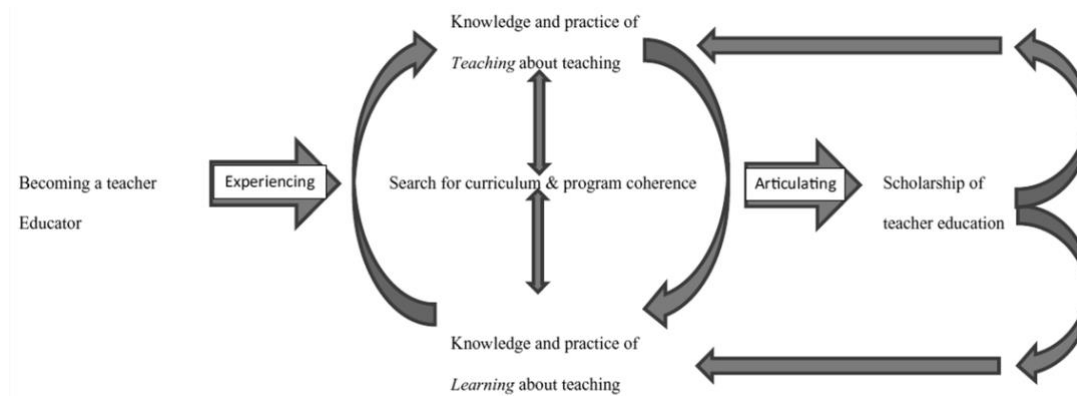 Knowledge and practice of
Teaching about teaching
Becoming a teacher
Educator
Experiencing
Search for curriculum & program coherence
Articulating
Scholarship of
teacher education
Knowledge and practice of
Learning about teaching